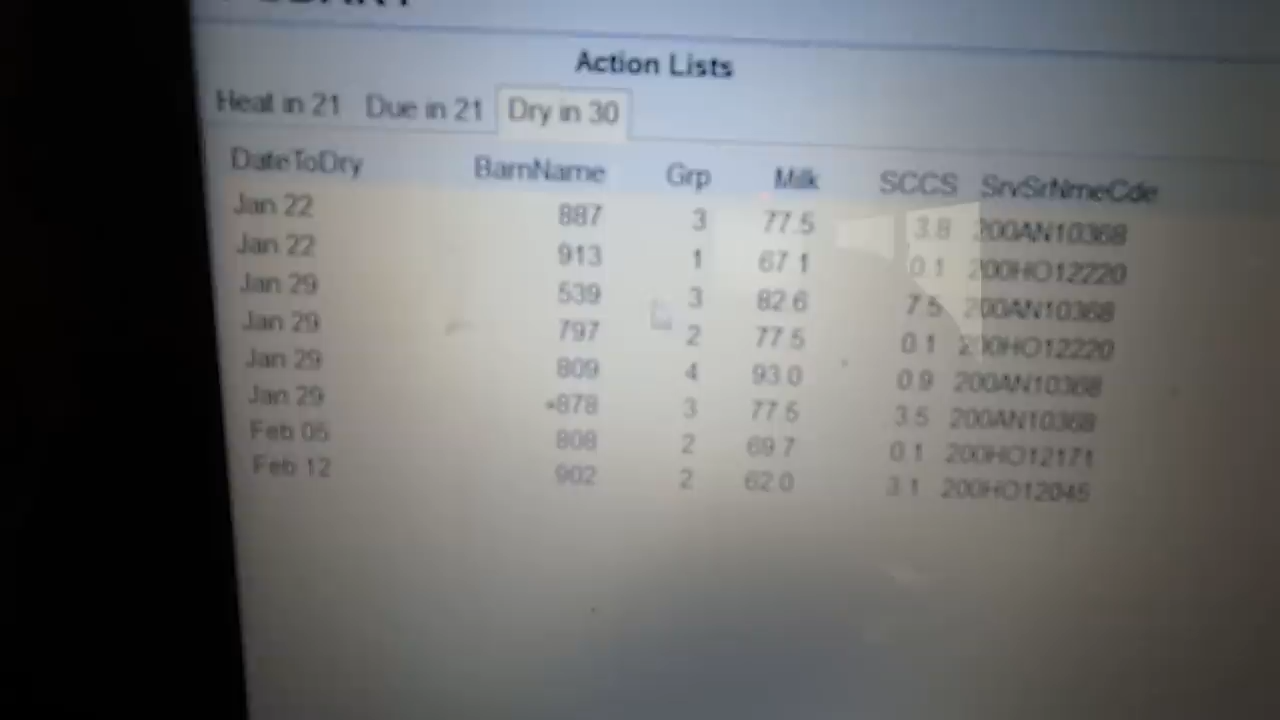 Action Lists
Heat in 21 Due in 21 Dry in 30
DateToDry BarnName Grp Milk SCCS SrvSrNmeCde
Jan 22 887 3 77.5 3.8 200AN10368
Jan 22 913 1 67.1 0.1 200HO12220
Jan 29 539 3 82.6 7.5 200AN10368
Jan 29 797 2 77.5 0.1 200HO12220
Jan 29 809 4 93.0 0.9 200AN10368
Jan 29 *878 3 77.5 3.5 200AN10368
Feb 05 808 2 69.7 0.1 200HO12171
Feb 12 902 2 62.0 3.1 200HO12045